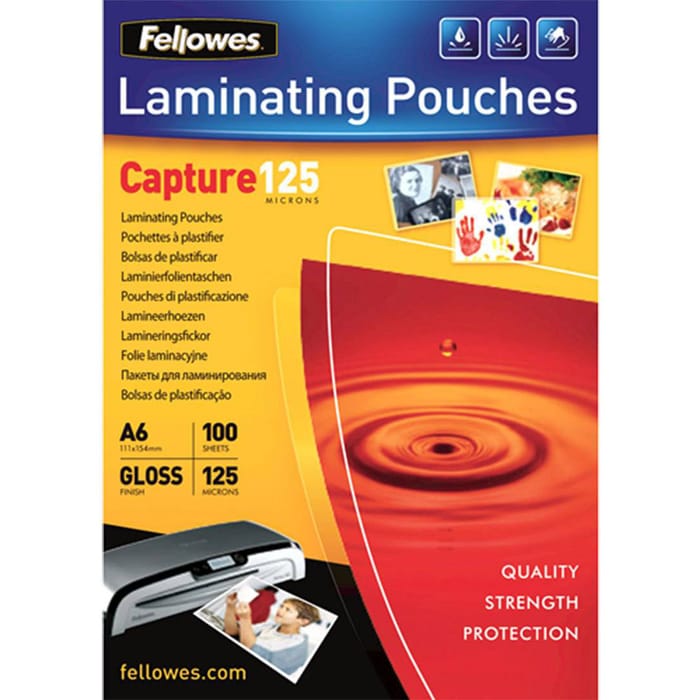 Fellowes
Laminating Pouches
Capture125
MICRONS
Laminating Pouches
Pochettes à plastifier
Bolsas de plastificar
Laminierfolientaschen
Pouches di plastificazione
Lamineerhoezen
Lamineringsfickor
Folie laminacyjne
Пакеты для ламинирования
Bolsas de plastificação
A6
111x154mm
100
SHEETS
GLOSS
FINISH
125
MICRONS
QUALITY
STRENGTH
PROTECTION
fellowes.com